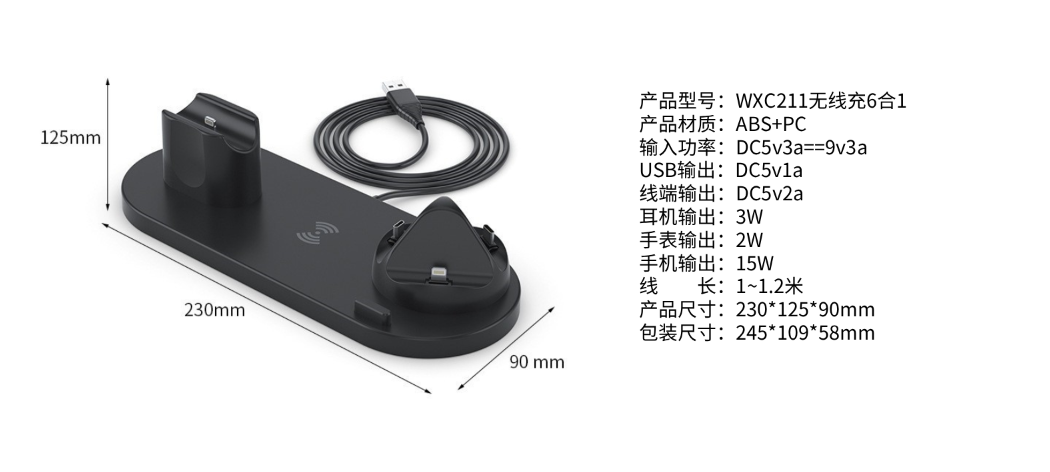 125mm
230mm
90 mm
产品型号：WXC211无线充6合1
产品材质：ABS+PC
输入功率：DC5v3a==9v3a
USB输出：DC5v1a
线端输出：DC5v2a
耳机输出：3W
手表输出：2W
手机输出：15W
线　　长：1~1.2米
产品尺寸：230*125*90mm
包装尺寸：245*109*58mm